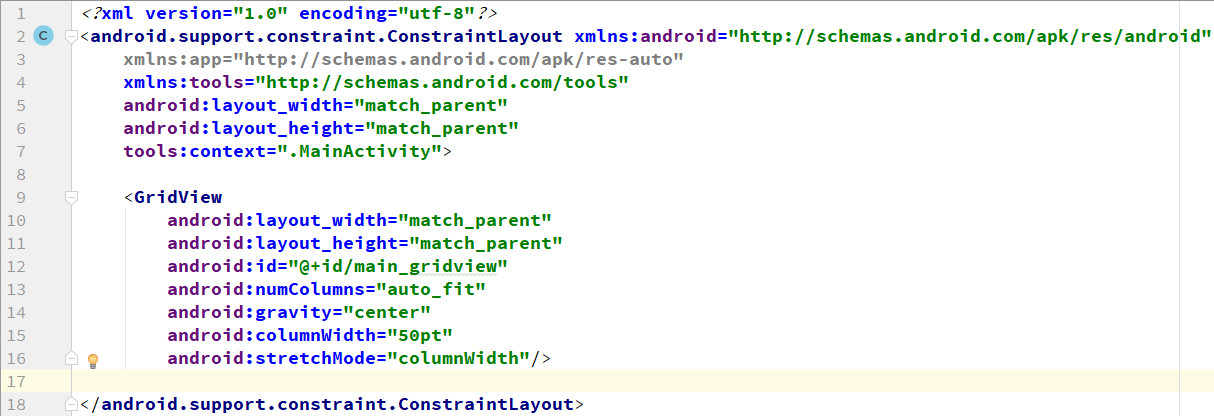 1 <?xml version="1.0" encoding="utf-8"?>
2 C <android.support.constraint.ConstraintLayout xmlns:android="http://schemas.android.com/apk/res/android"
3 xmlns:app="http://schemas.android.com/apk/res-auto"
4 xmlns:tools="http://schemas.android.com/tools"
5 android:layout_width="match_parent"
6 android:layout_height="match_parent"
7 tools:context=".MainActivity">
8
9 <GridView
10 android:layout_width="match_parent"
11 android:layout_height="match_parent"
12 android:id="@+id/main_gridview"
13 android:numColumns="auto_fit"
14 android:gravity="center"
15 android:columnWidth="50pt"
16 android:stretchMode="columnWidth"/>
17
18 </android.support.constraint.ConstraintLayout>